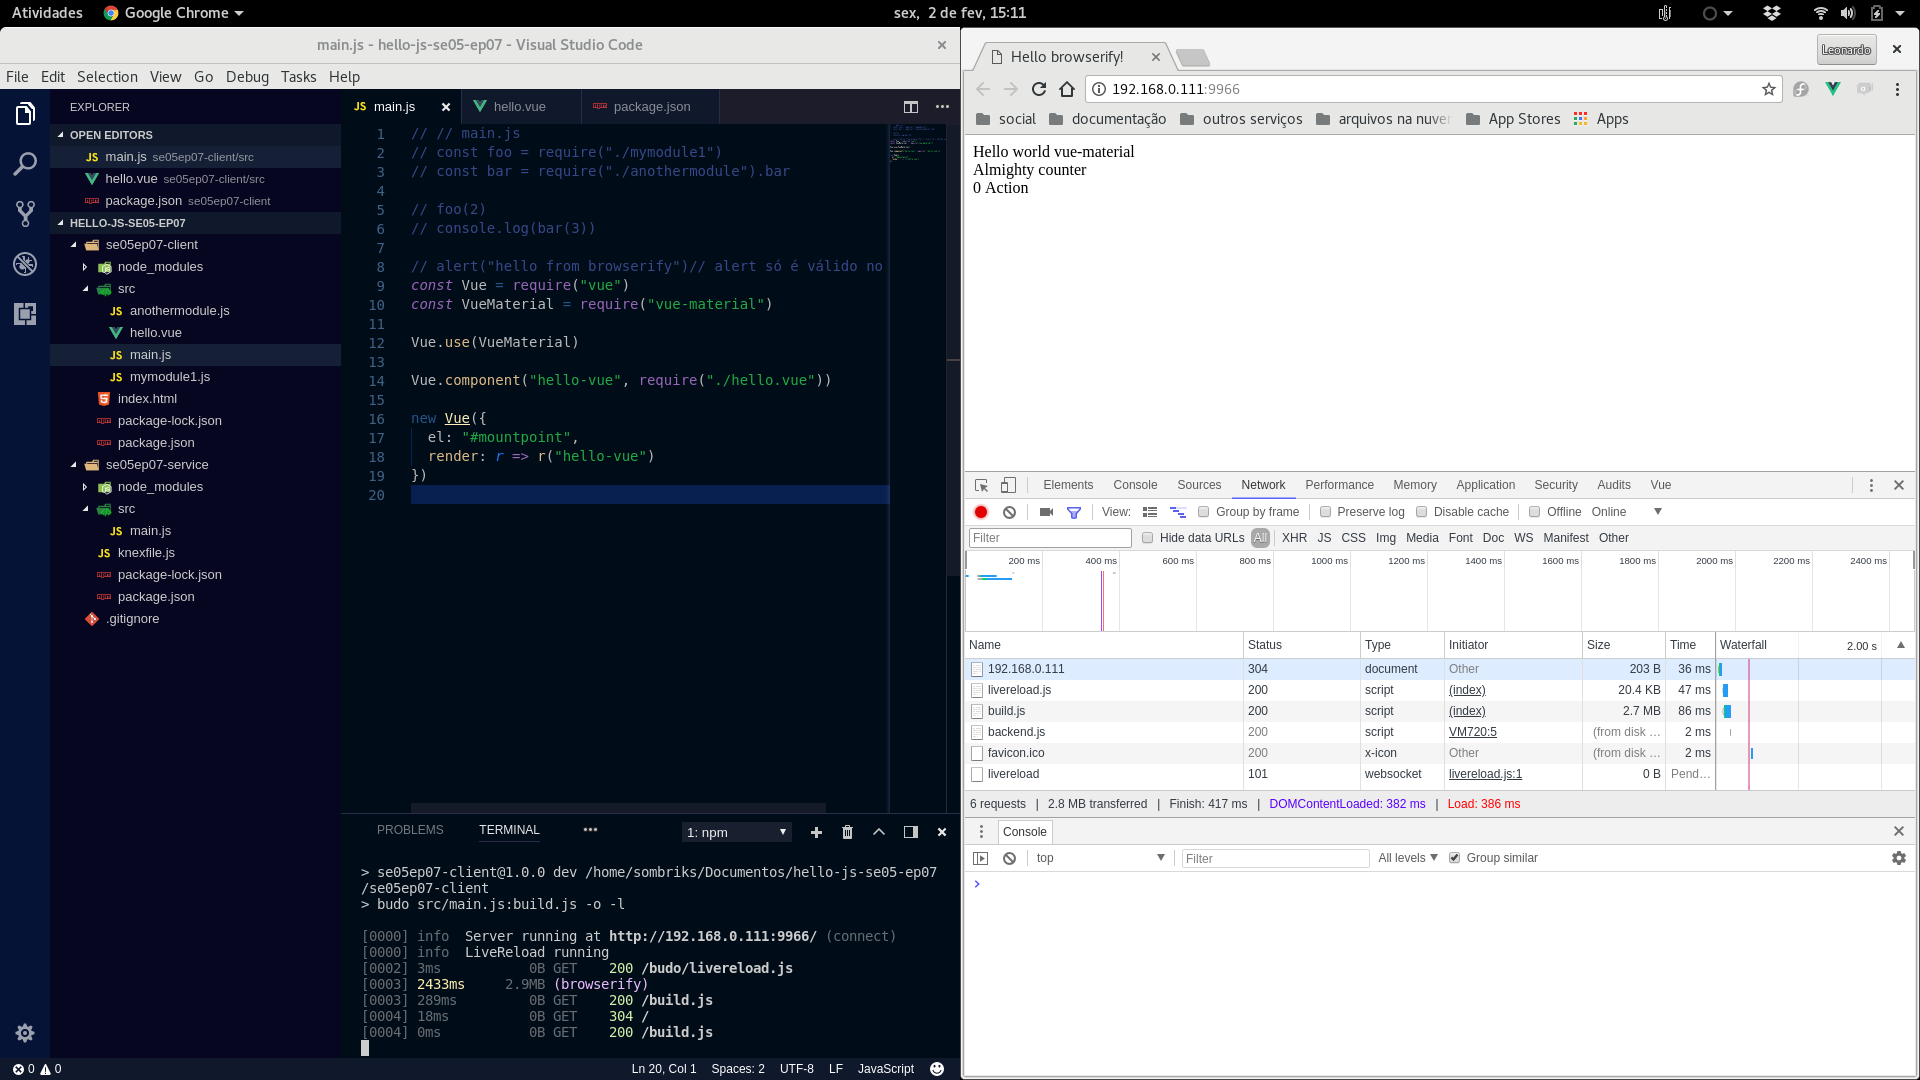 Atividades Google Chrome sex, 2 de fev, 15:11
main.js - hello-js-se05-ep07 - Visual Studio Code
File Edit Selection View Go Debug Tasks Help
EXPLORER
OPEN EDITORS
JS main.js se05ep07-client/src
hello.vue se05ep07-client/src
package.json se05ep07-client
HELLO-JS-SE05-EP07
se05ep07-client
node_modules
src
JS anothermodule.js
hello.vue
JS main.js
JS mymodule1.js
index.html
package-lock.json
package.json
se05ep07-service
node_modules
src
JS main.js
JS knexfile.js
package-lock.json
package.json
.gitignore
JS main.js hello.vue package.json
1 // // main.js
2 // const foo = require("./mymodule1")
3 // const bar = require("./anothermodule").bar
4
5 // foo(2)
6 // console.log(bar(3))
7
8 // alert("hello from browserify")// alert só é válido no
9 const Vue = require("vue")
10 const VueMaterial = require("vue-material")
11
12 Vue.use(VueMaterial)
13
14 Vue.component("hello-vue", require("./hello.vue"))
15
16 new Vue({
17 el: "#mountpoint",
18 render: r => r("hello-vue")
19 })
20
PROBLEMS TERMINAL ••• 1: npm
> se05ep07-client@1.0.0 dev /home/sombriks/Documentos/hello-js-se05-ep07
/se05ep07-client
> budo src/main.js:build.js -o -l
[0000] info Server running at http://192.168.0.111:9966/ (connect)
[0000] info LiveReload running
[0002] 3ms 0B GET 200 /budo/livereload.js
[0003] 2433ms 2.9MB (browserify)
[0003] 289ms 0B GET 200 /build.js
[0004] 18ms 0B GET 304 /
[0004] 0ms 0B GET 200 /build.js
0 0 Ln 20, Col 1 Spaces: 2 UTF-8 LF JavaScript
Hello browserify! Leonardo
192.168.0.111:9966
social documentação outros serviços arquivos na nuven App Stores Apps
Hello world vue-material
Almighty counter
0 Action
Elements Console Sources Network Performance Memory Application Security Audits Vue
View: Group by frame Preserve log Disable cache Offline Online
Filter Hide data URLs All XHR JS CSS Img Media Font Doc WS Manifest Other
200 ms 400 ms 600 ms 800 ms 1000 ms 1200 ms 1400 ms 1600 ms 1800 ms 2000 ms 2200 ms 2400 ms
Name Status Type Initiator Size Time Waterfall 2.00 s
192.168.0.111 304 document Other 203 B 36 ms
livereload.js 200 script (index) 20.4 KB 47 ms
build.js 200 script (index) 2.7 MB 86 ms
backend.js 200 script VM720:5 (from disk … 2 ms
favicon.ico 200 x-icon Other (from disk … 2 ms
livereload 101 websocket livereload.js:1 0 B Pend…
6 requests | 2.8 MB transferred | Finish: 417 ms | DOMContentLoaded: 382 ms | Load: 386 ms
Console
top Filter All levels Group similar